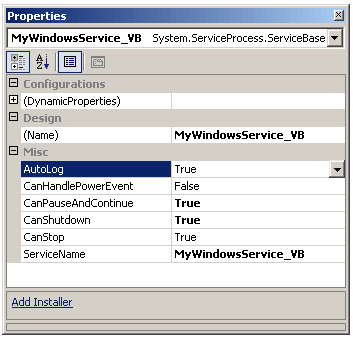 Properties
MyWindowsService_VB System.ServiceProcess.ServiceBase
Configurations
(DynamicProperties)
Design
(Name) MyWindowsService_VB
Misc
AutoLog True
CanHandlePowerEvent False
CanPauseAndContinue True
CanShutdown True
CanStop True
ServiceName MyWindowsService_VB
Add Installer